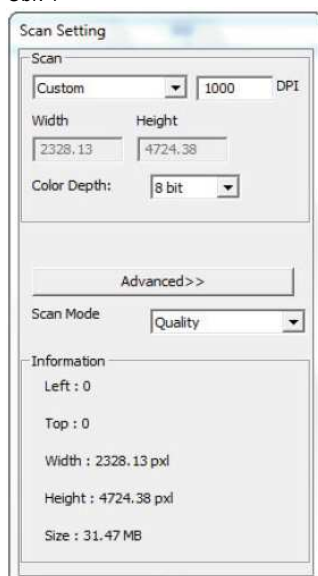 Scan Setting
Scan
Custom 1000 DPI
Width Height
2328.13 4724.38
Color Depth: 8 bit
Advanced>>
Scan Mode Quality
Information
Left : 0
Top : 0
Width : 2328.13 pxl
Height : 4724.38 pxl
Size : 31.47 MB